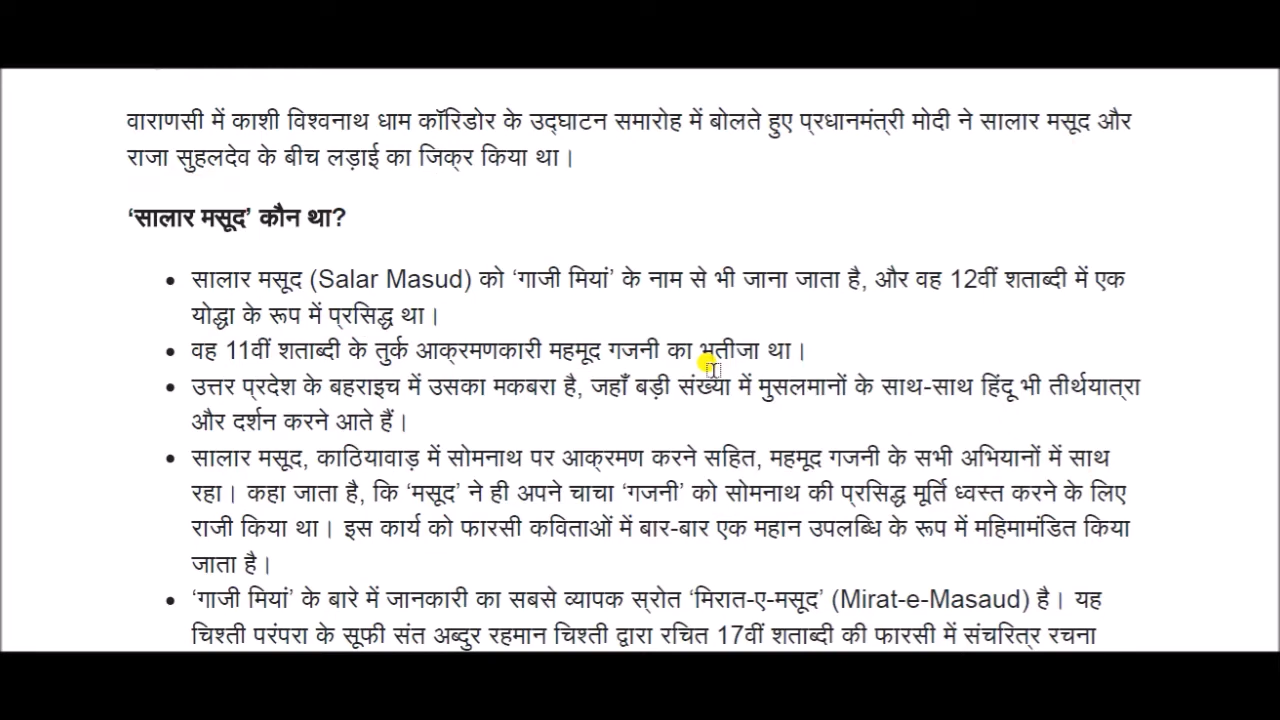 वाराणसी में काशी विश्वनाथ धाम कॉरिडोर के उद्घाटन समारोह में बोलते हुए प्रधानमंत्री मोदी ने सालार मसूद और
राजा सुहलदेव के बीच लड़ाई का जिक्र किया था।
‘सालार मसूद’ कौन था?
• सालार मसूद (Salar Masud) को ‘गाजी मियां’ के नाम से भी जाना जाता है, और वह 12वीं शताब्दी में एक
योद्धा के रूप में प्रसिद्ध था।
• वह 11वीं शताब्दी के तुर्क आक्रमणकारी महमूद गजनी का भतीजा था।
• उत्तर प्रदेश के बहराइच में उसका मकबरा है, जहाँ बड़ी संख्या में मुसलमानों के साथ-साथ हिंदू भी तीर्थयात्रा
और दर्शन करने आते हैं।
• सालार मसूद, काठियावाड़ में सोमनाथ पर आक्रमण करने सहित, महमूद गजनी के सभी अभियानों में साथ
रहा। कहा जाता है, कि ‘मसूद’ ने ही अपने चाचा ‘गजनी’ को सोमनाथ की प्रसिद्ध मूर्ति ध्वस्त करने के लिए
राजी किया था। इस कार्य को फारसी कविताओं में बार-बार एक महान उपलब्धि के रूप में महिमामंडित किया
जाता है।
• ‘गाजी मियां’ के बारे में जानकारी का सबसे व्यापक स्रोत ‘मिरात-ए-मसूद’ (Mirat-e-Masaud) है। यह
चिश्ती परंपरा के सूफी संत अब्दुर रहमान चिश्ती द्वारा रचित 17वीं शताब्दी की फारसी में संचरित्र रचना